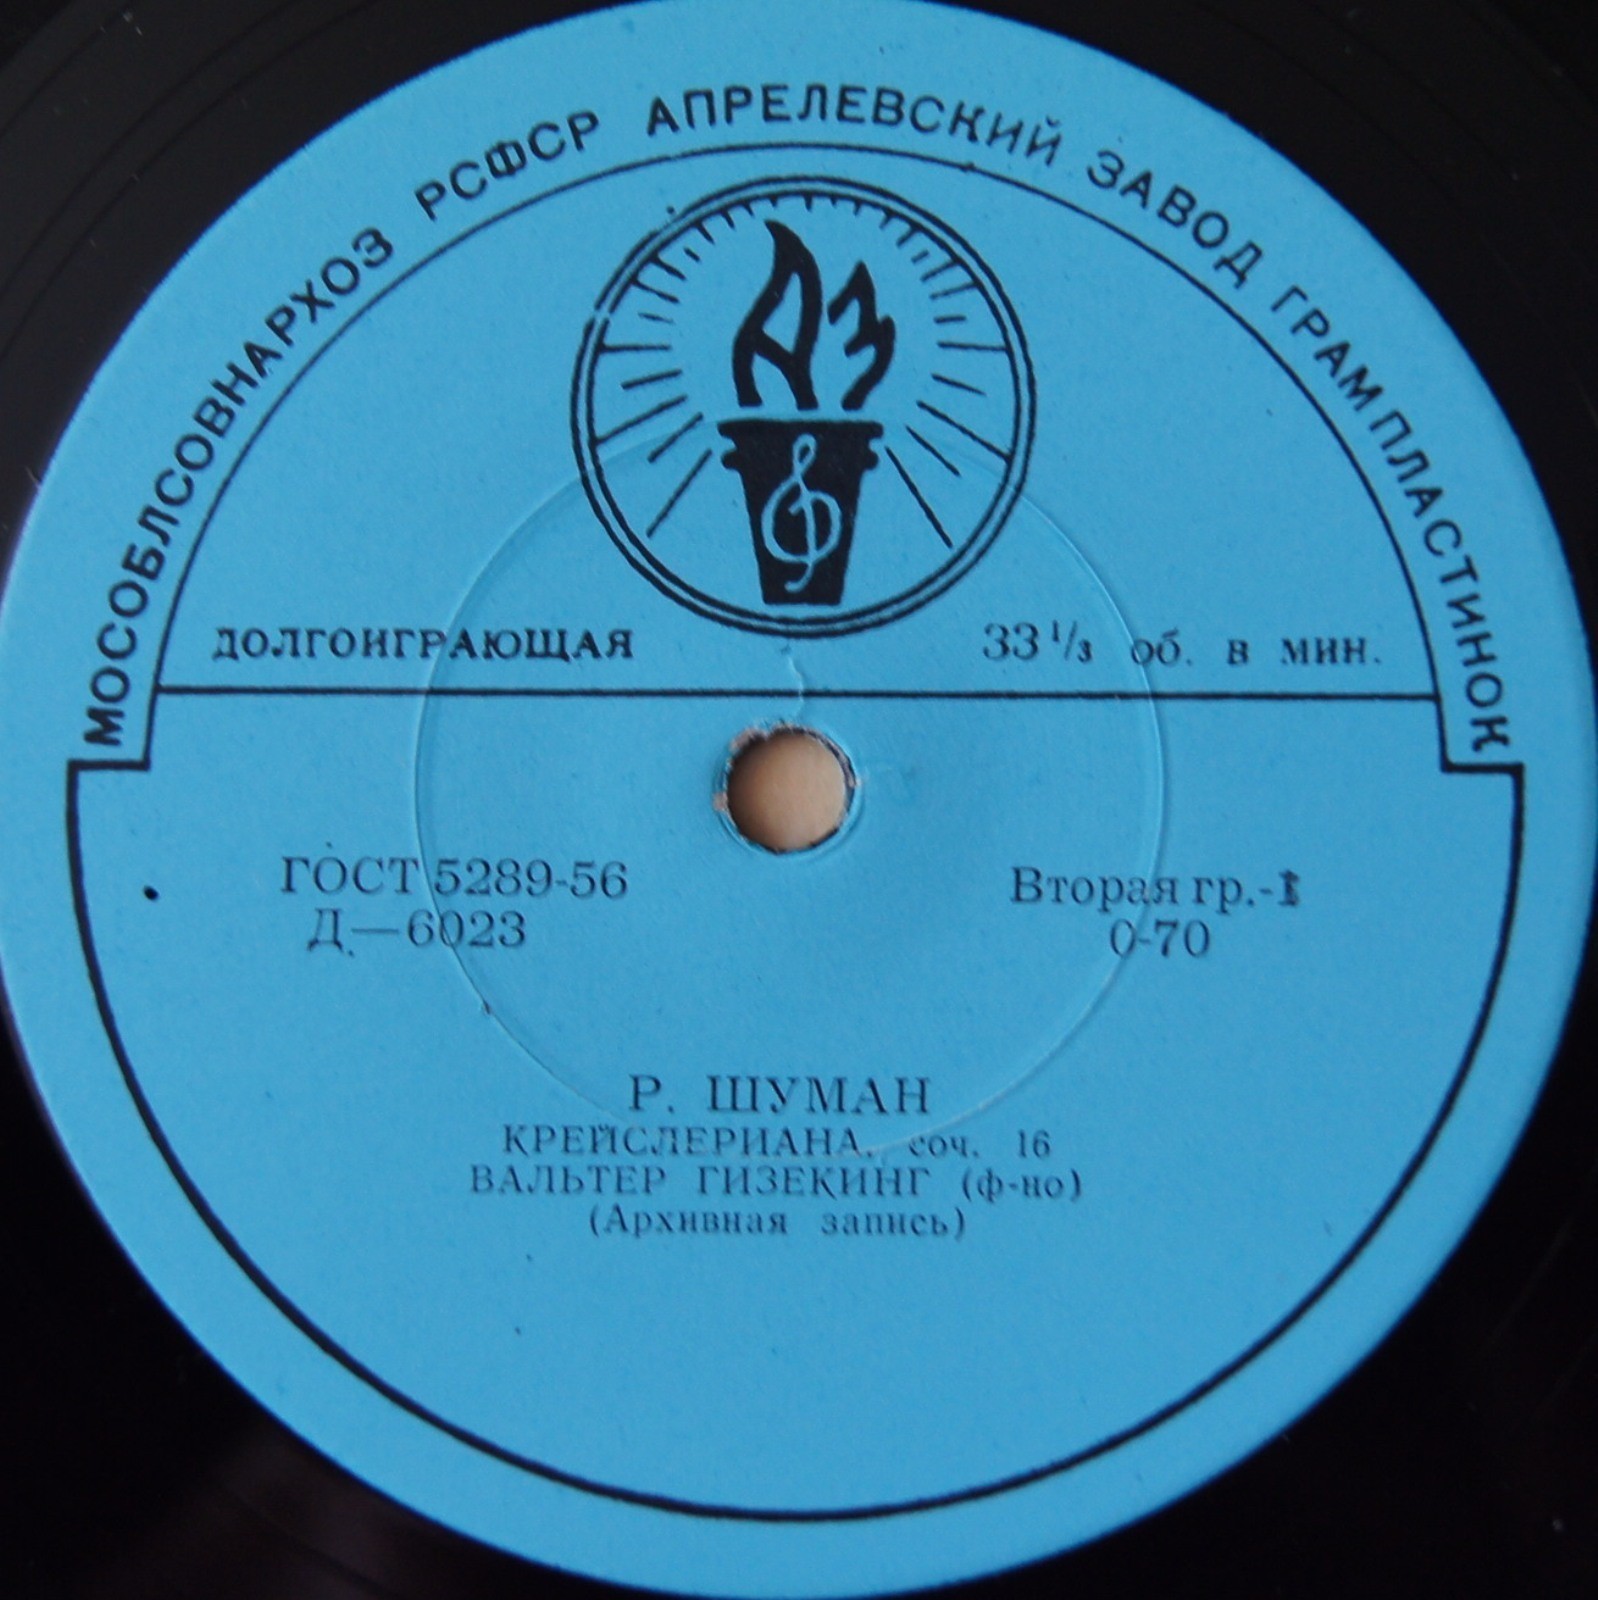 МОСОБЛСОВНАРХОЗ РСФСР АПРЕЛЕВСКИЙ ЗАВОД ГРАМПЛАСТИНОК
АЗ
ДОЛГОИГРАЮЩАЯ 33 1/3 об. в мин.
ГОСТ 5289-56 Вторая гр.-1
Д—6023 0-70
Р. ШУМАН
КРЕЙСЛЕРИАНА, соч. 16
ВАЛЬТЕР ГИЗЕКИНГ (ф-но)
(Архивная запись)